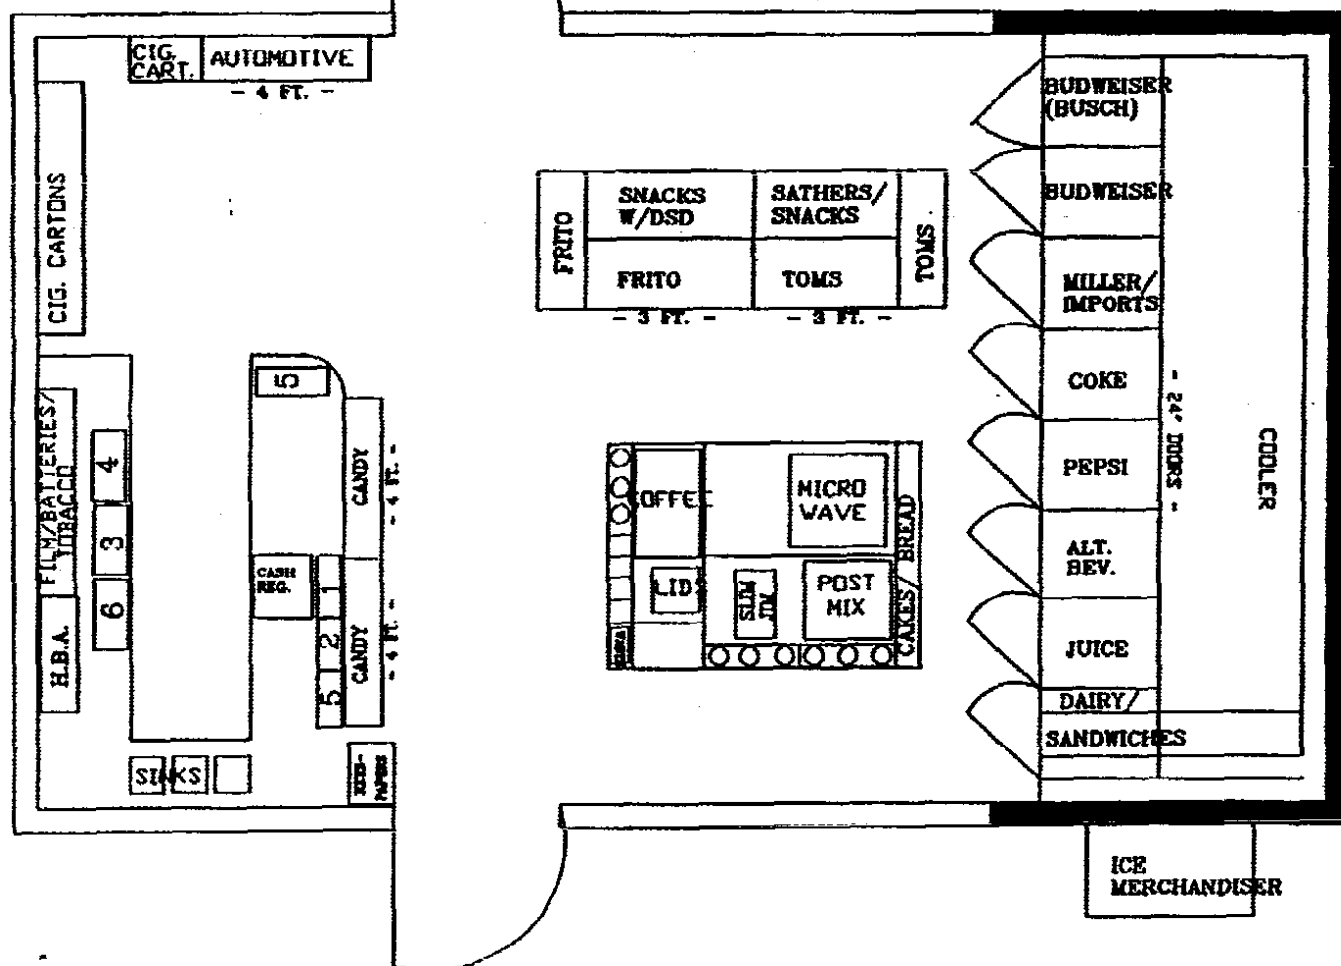 CIG.
CART.
AUTOMOTIVE
- 4 FT. -
CIG. CARTONS
BUDWEISER
(BUSCH)
BUDWEISER
MILLER/
IMPORTS
COKE
PEPSI
ALT.
BEV.
JUICE
DAIRY/
SANDWICHES
- 24" DOORS -
COOLER
FRITO
SNACKS
W/DSD
SATHERS/
SNACKS
TOMS
FRITO
TOMS
- 3 FT. -
- 3 FT. -
5
FILM/BATTERIES/
TOBACCO
4
3
6
H.B.A.
CANDY
- 4 FT. -
CASH
REG.
1
2
5
CANDY
- 4 FT. -
COFFEE
MICRO
WAVE
LID
SLIM
JIM
POST
MIX
CAKES/ BREAD
SINKS
PAPERS
ICE
MERCHANDISER